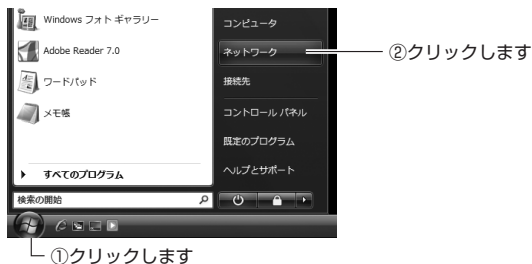 Windows フォト ギャラリー
Adobe Reader 7.0
ワードパッド
メモ帳
すべてのプログラム
検索の開始
コンピュータ
ネットワーク
接続先
コントロール パネル
既定のプログラム
ヘルプとサポート
②クリックします
①クリックします